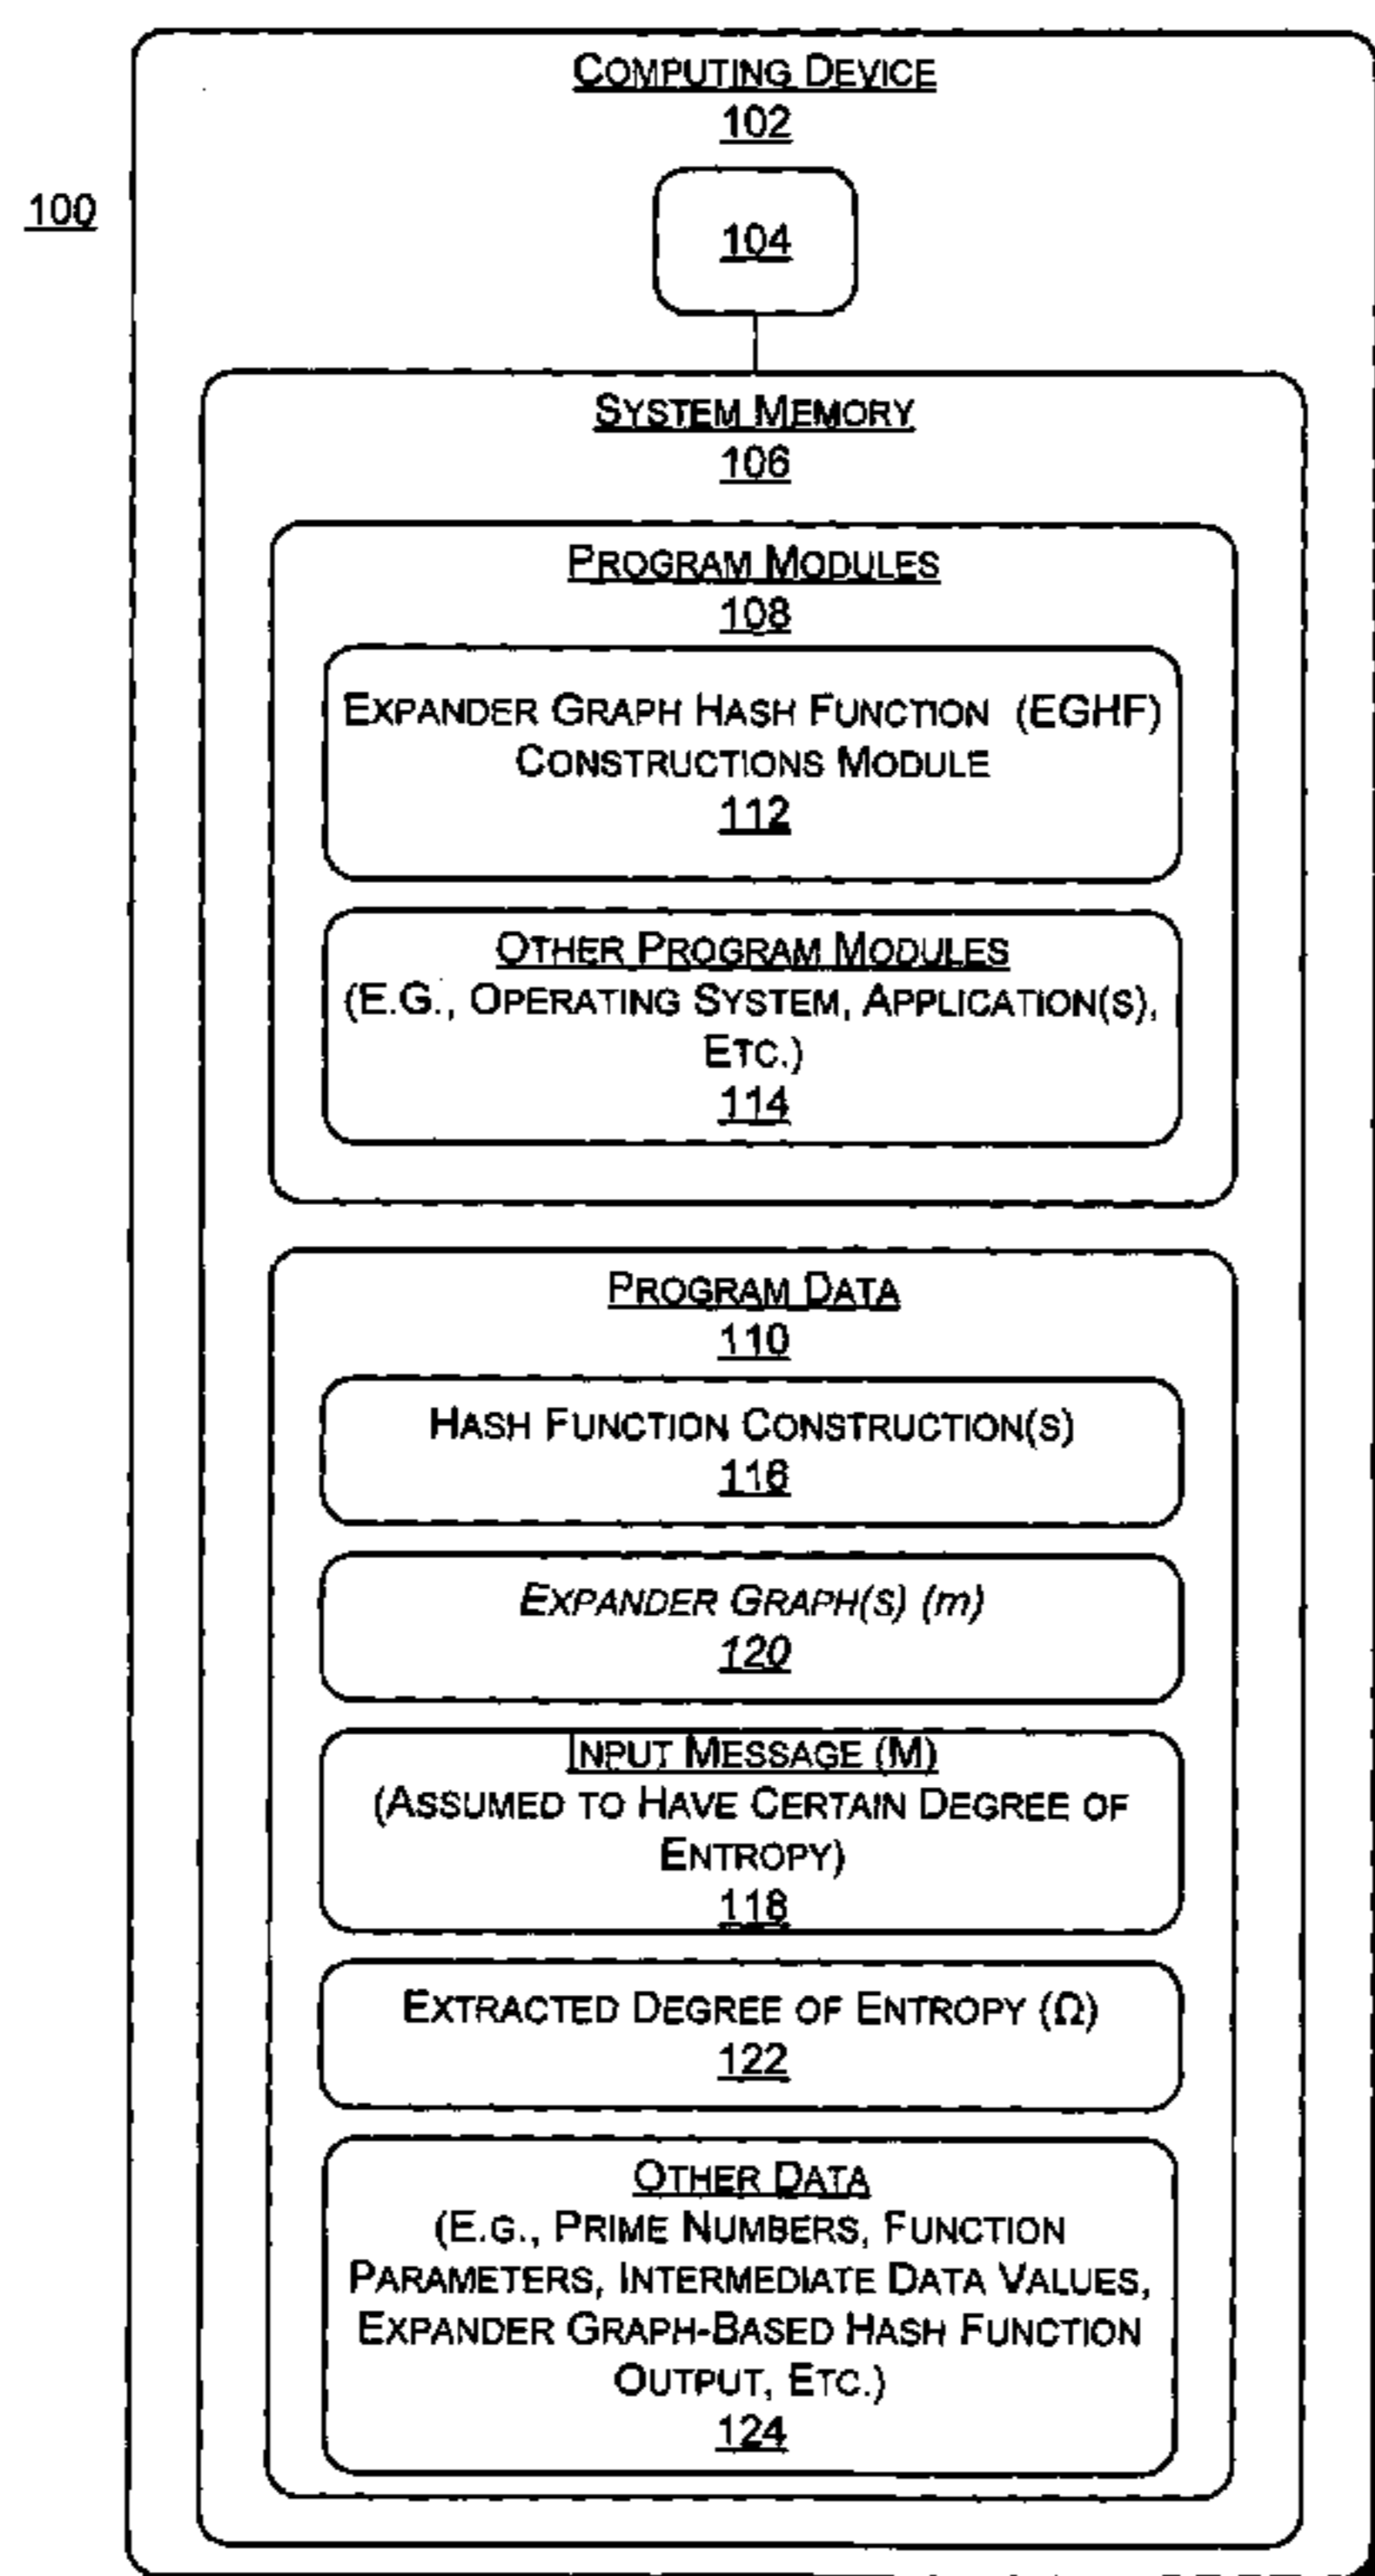 COMPUTING DEVICE
102
100
104
SYSTEM MEMORY
106
PROGRAM MODULES
108
EXPANDER GRAPH HASH FUNCTION (EGHF)
CONSTRUCTIONS MODULE
112
OTHER PROGRAM MODULES
(E.G., OPERATING SYSTEM, APPLICATION(S),
ETC.)
114
PROGRAM DATA
110
HASH FUNCTION CONSTRUCTION(S)
116
EXPANDER GRAPH(S) (m)
120
INPUT MESSAGE (M)
(ASSUMED TO HAVE CERTAIN DEGREE OF
ENTROPY)
118
EXTRACTED DEGREE OF ENTROPY (Ω)
122
OTHER DATA
(E.G., PRIME NUMBERS, FUNCTION
PARAMETERS, INTERMEDIATE DATA VALUES,
EXPANDER GRAPH-BASED HASH FUNCTION
OUTPUT, ETC.)
124